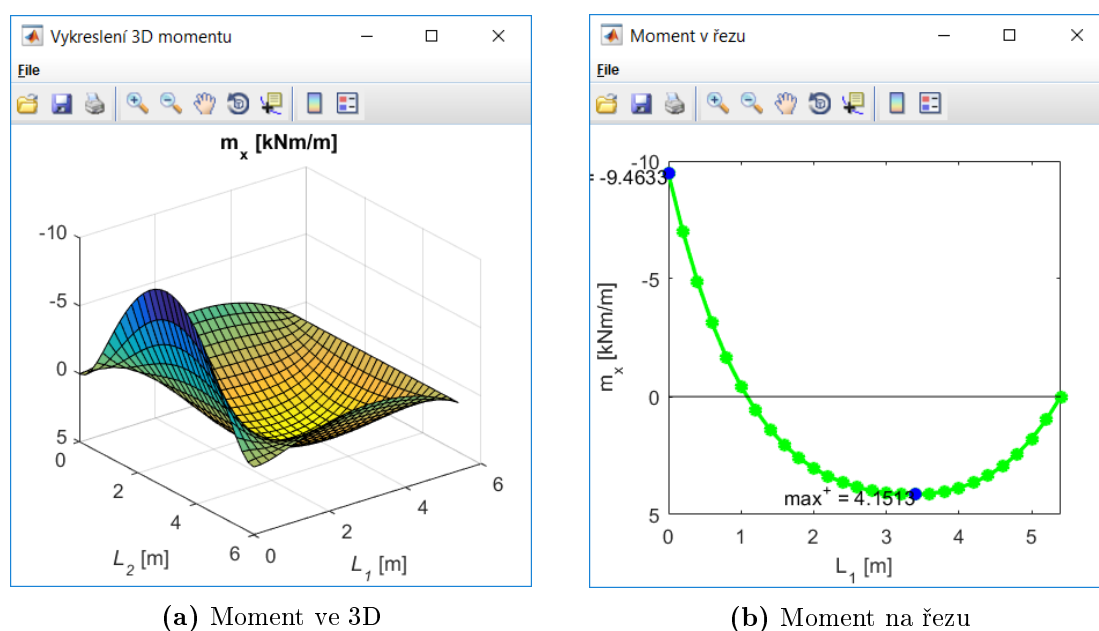 Vykreslení 3D momentu
File
m_x [kNm/m]
-10
-5
0
5
0
2
4
6
0
2
4
6
L_2 [m]
L_1 [m]
(a) Moment ve 3D
Moment v řezu
File
= -9.4633
-10
-5
0
5
m_x [kNm/m]
max^+ = 4.1513
0 1 2 3 4 5
L_1 [m]
(b) Moment na řezu